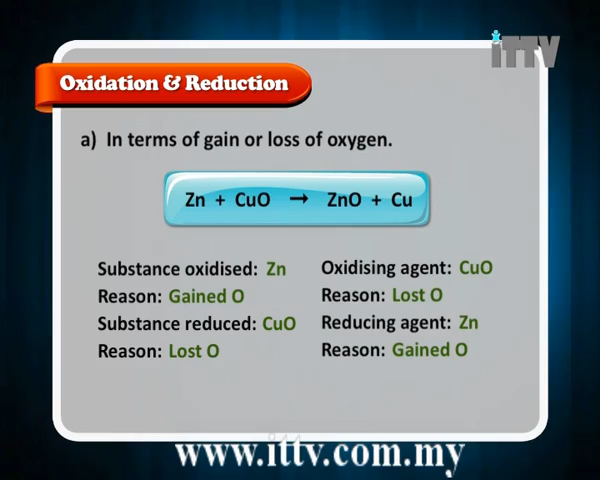 iTTV
Oxidation & Reduction
a) In terms of gain or loss of oxygen.
Zn + CuO → ZnO + Cu
Substance oxidised: Zn
Reason: Gained O
Substance reduced: CuO
Reason: Lost O
Oxidising agent: CuO
Reason: Lost O
Reducing agent: Zn
Reason: Gained O
www.ittv.com.my